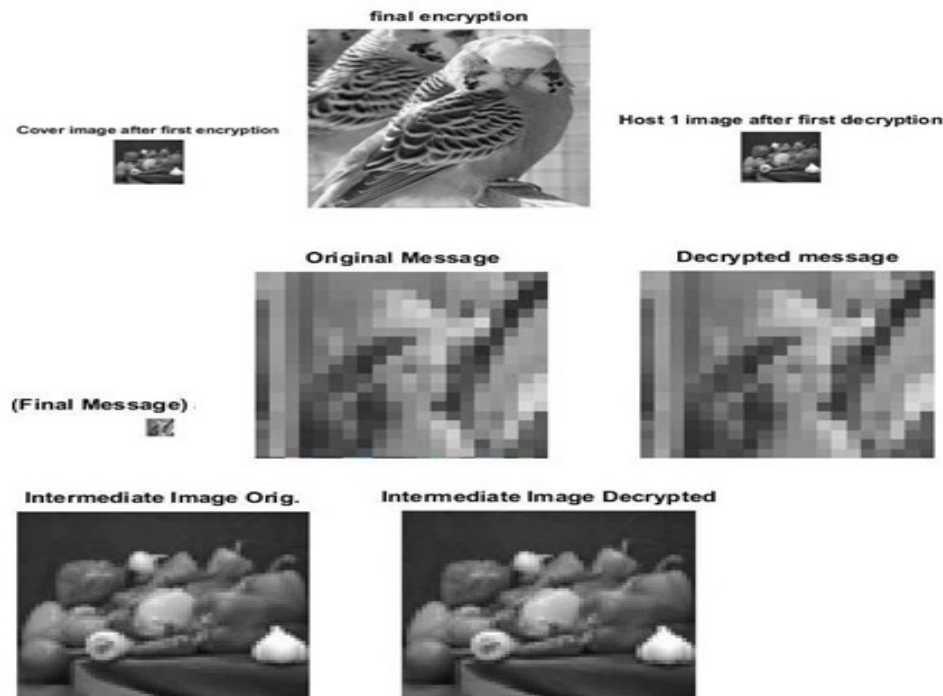 final encryption
Cover image after first encryption
Host 1 image after first decryption
Original Message
Decrypted message
(Final Message)
Intermediate Image Orig.
Intermediate Image Decrypted